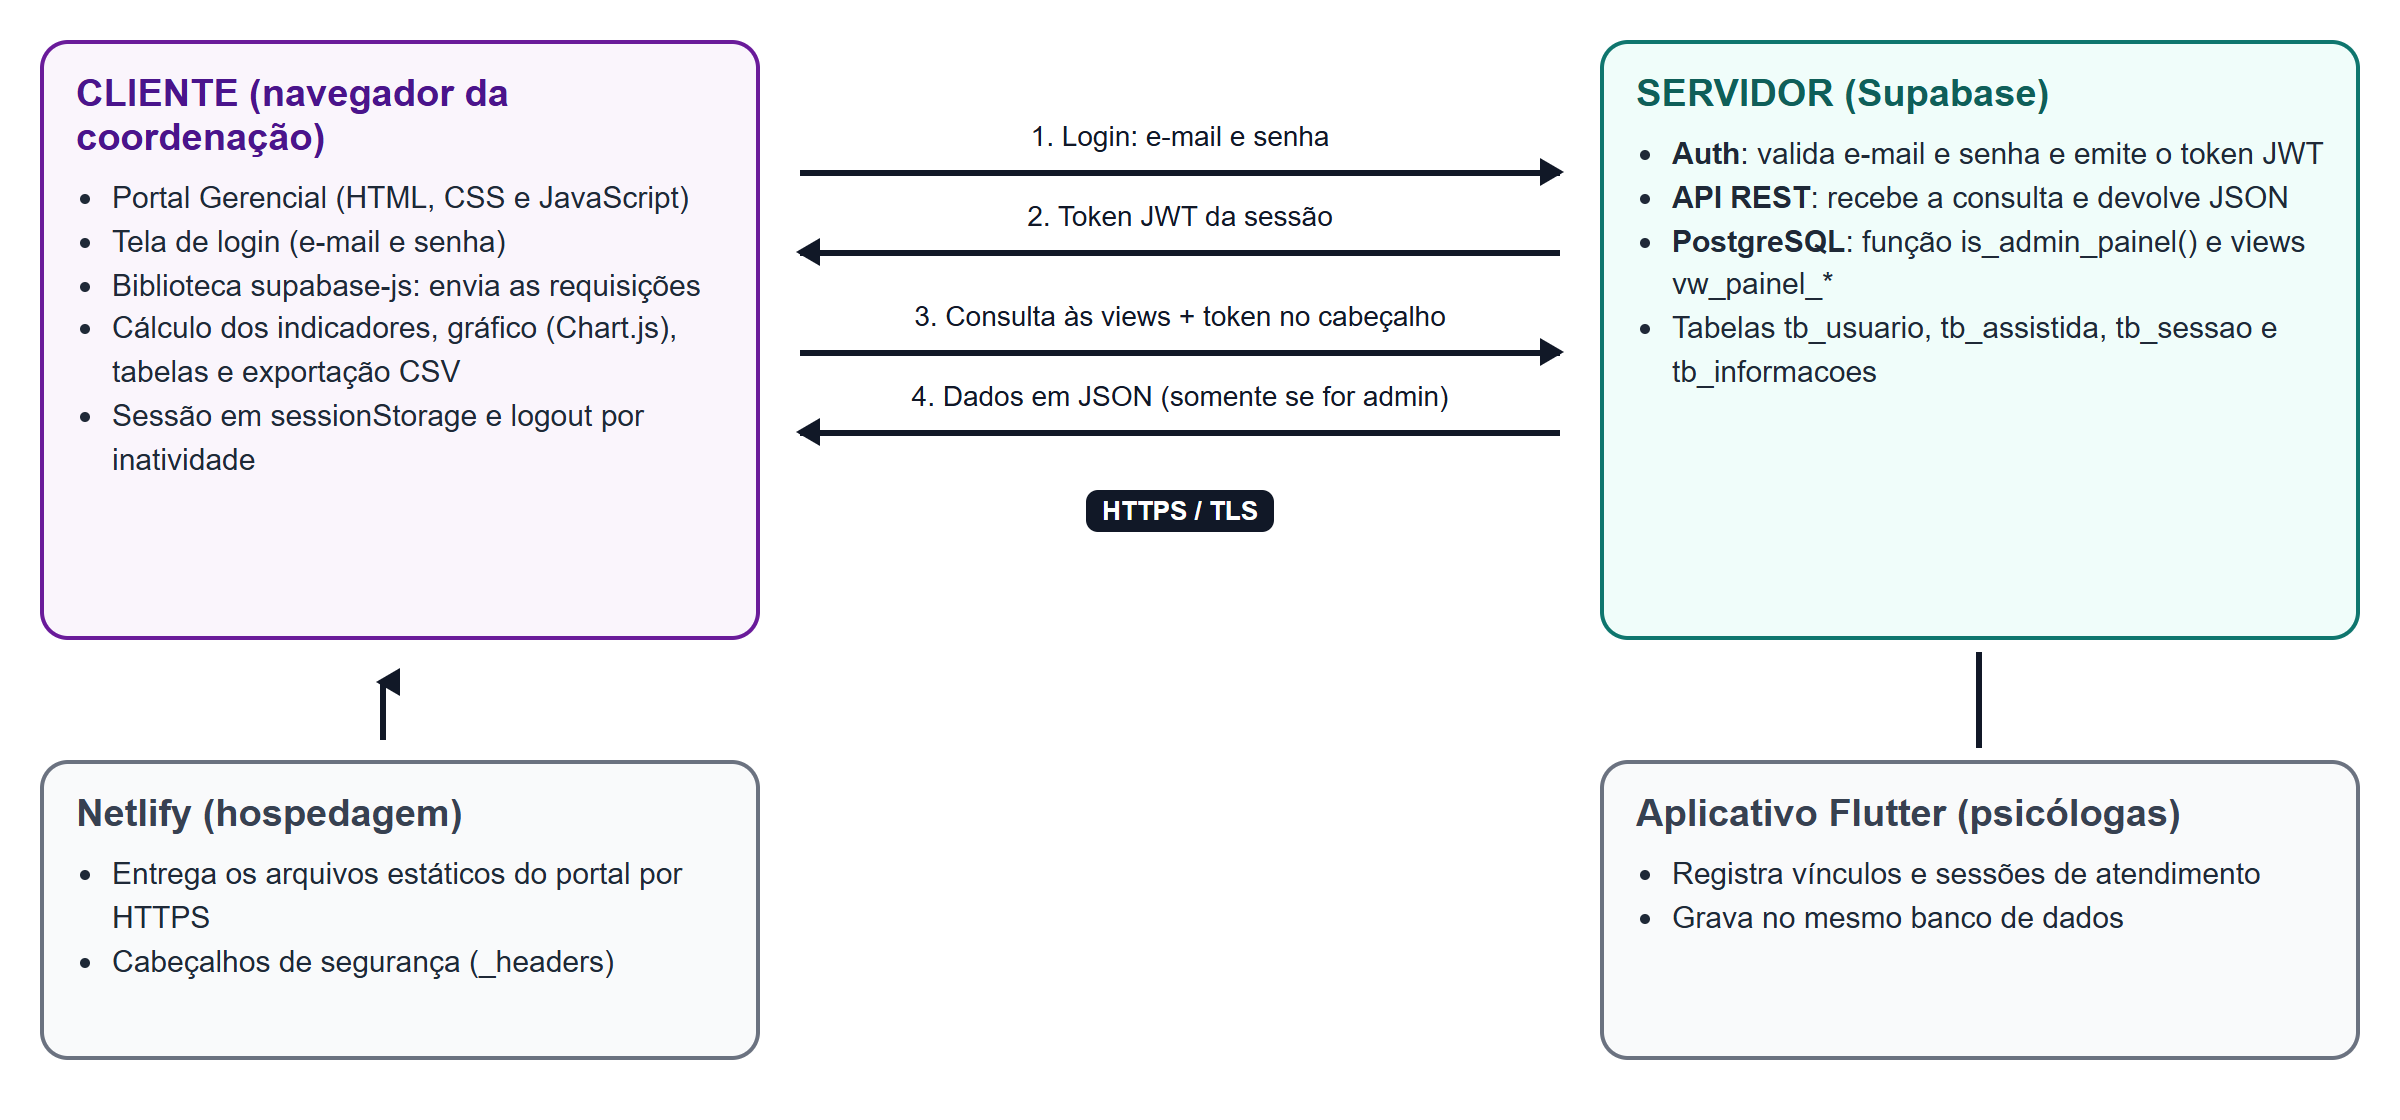 CLIENTE (navegador da
coordenação)
• Portal Gerencial (HTML, CSS e JavaScript)
• Tela de login (e-mail e senha)
• Biblioteca supabase-js: envia as requisições
• Cálculo dos indicadores, gráfico (Chart.js),
tabelas e exportação CSV
• Sessão em sessionStorage e logout por
inatividade
1. Login: e-mail e senha
2. Token JWT da sessão
3. Consulta às views + token no cabeçalho
4. Dados em JSON (somente se for admin)
HTTPS / TLS
SERVIDOR (Supabase)
• Auth: valida e-mail e senha e emite o token JWT
• API REST: recebe a consulta e devolve JSON
• PostgreSQL: função is_admin_painel() e views
vw_painel_*
• Tabelas tb_usuario, tb_assistida, tb_sessao e
tb_informacoes
Netlify (hospedagem)
• Entrega os arquivos estáticos do portal por
HTTPS
• Cabeçalhos de segurança (_headers)
Aplicativo Flutter (psicólogas)
• Registra vínculos e sessões de atendimento
• Grava no mesmo banco de dados